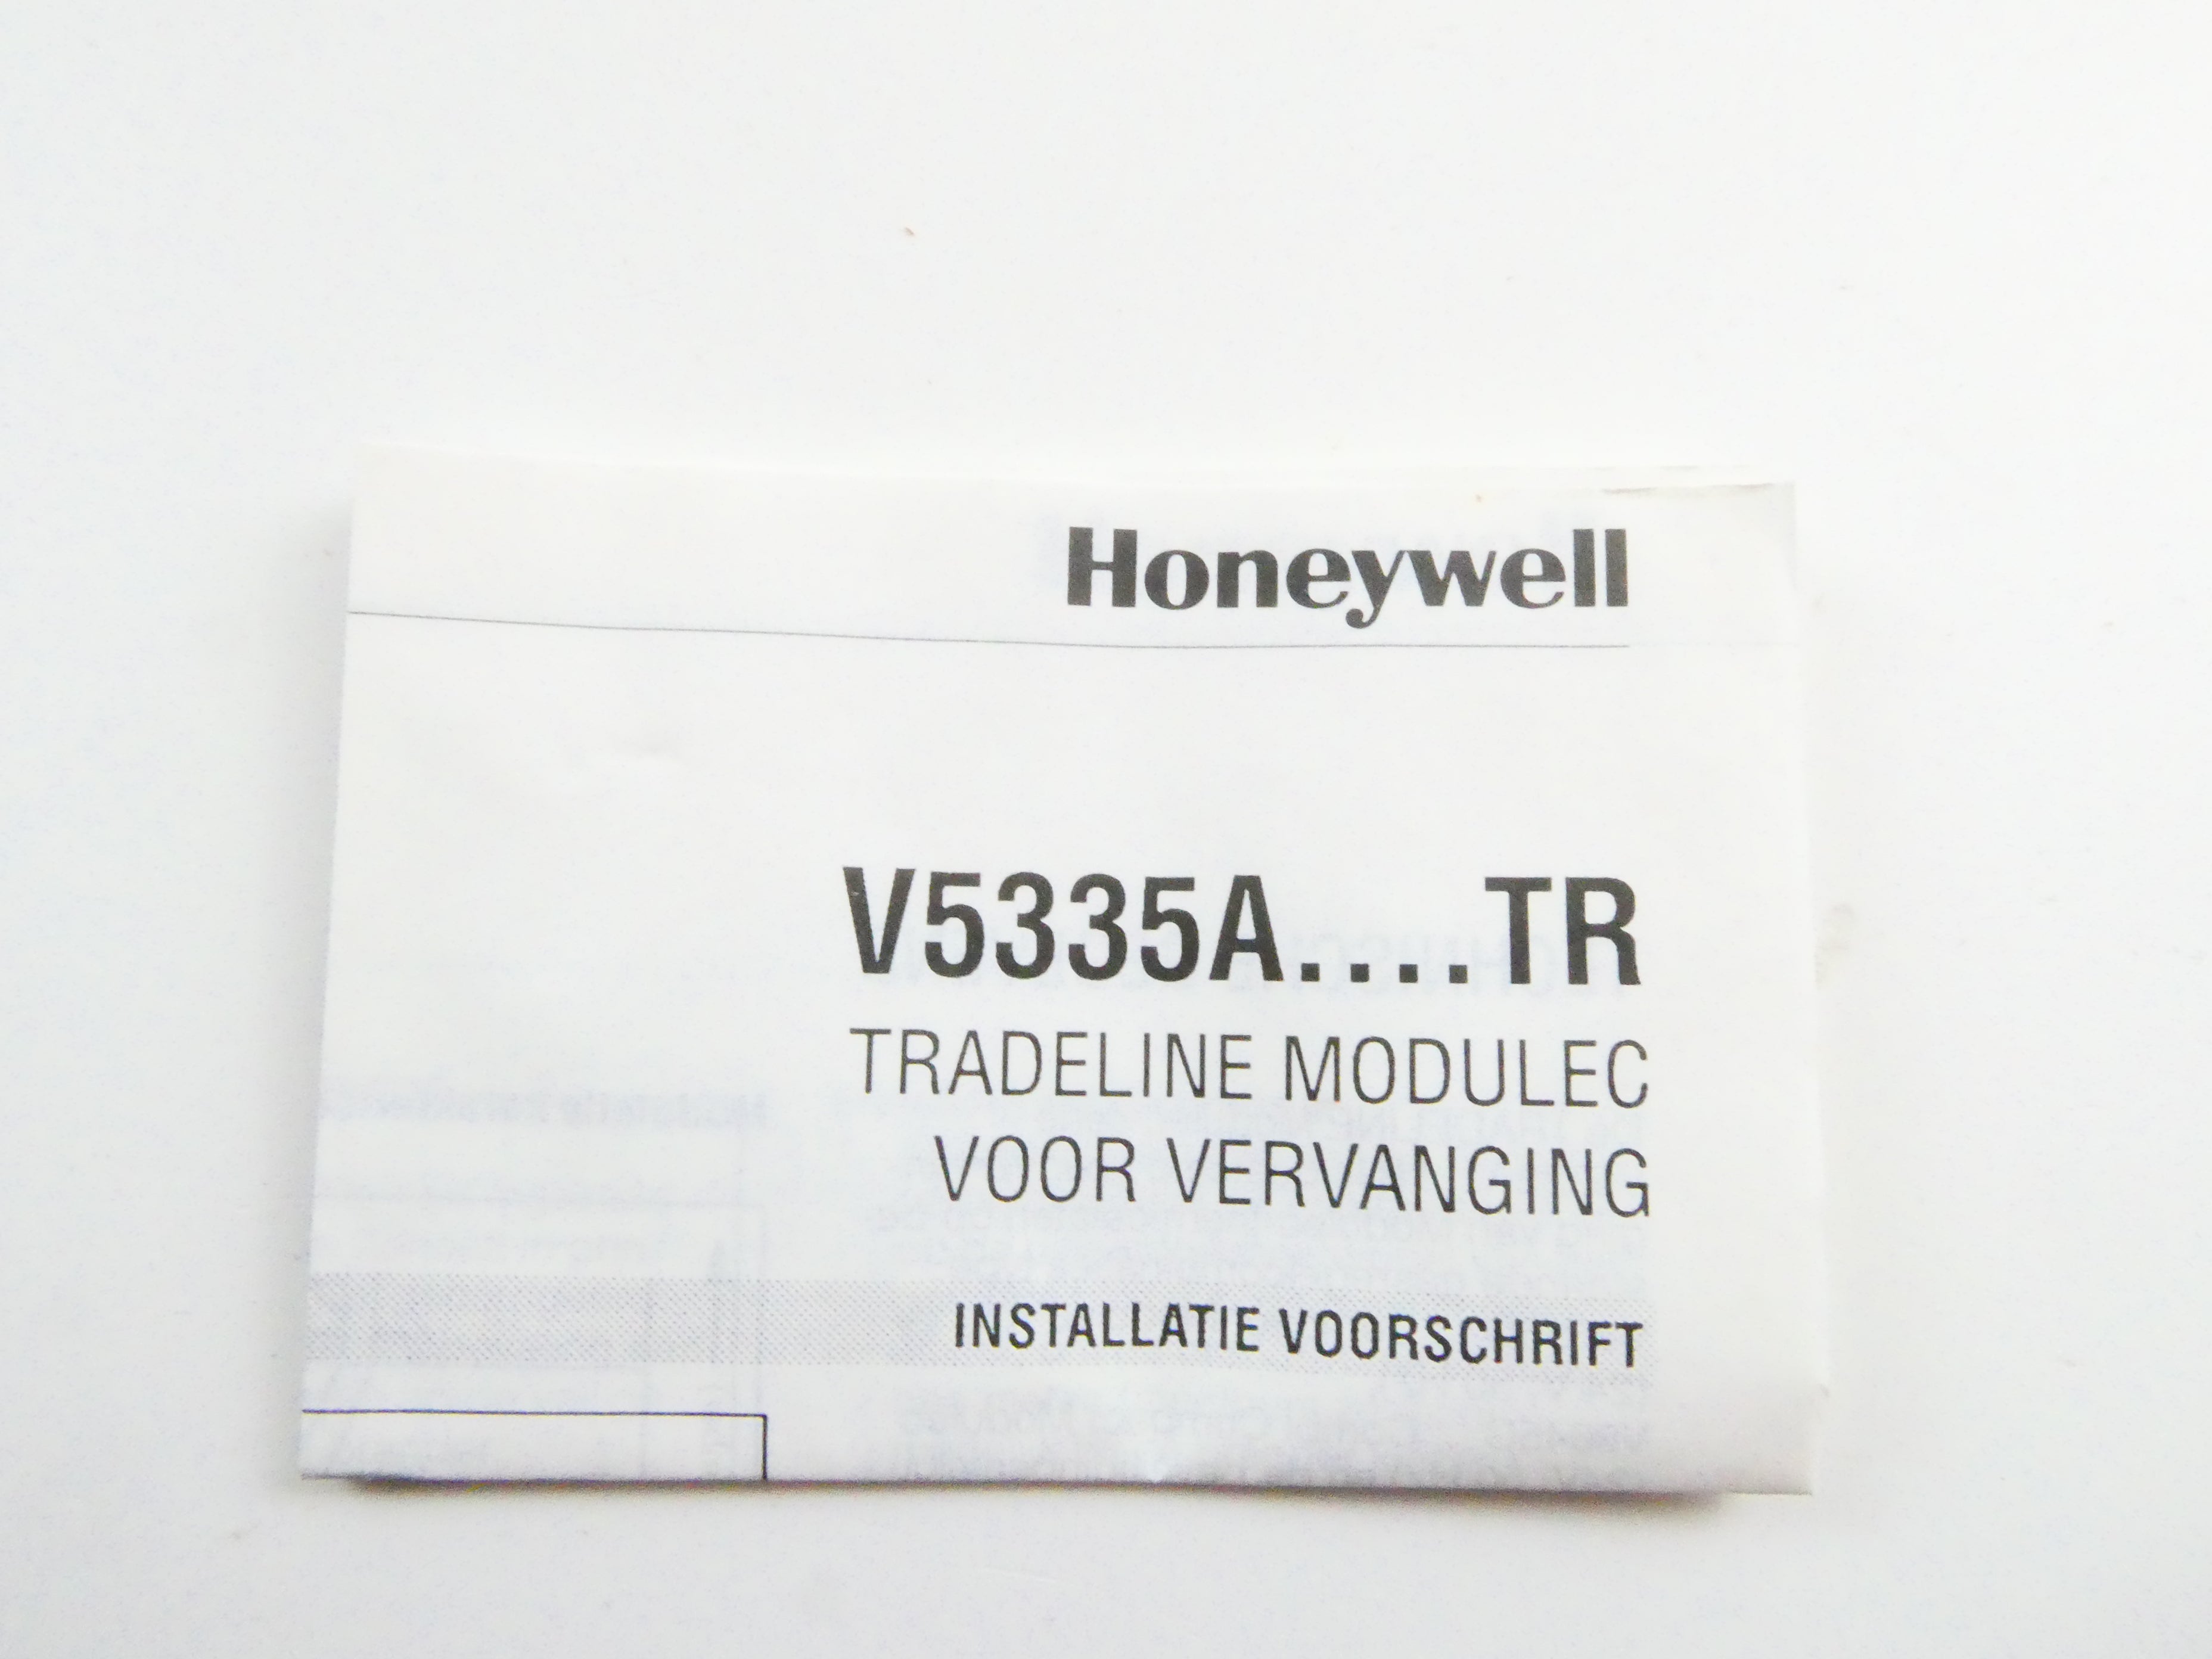 Honeywell
V5335A....TR
TRADELINE MODULEC
VOOR VERVANGING
INSTALLATIE VOORSCHRIFT